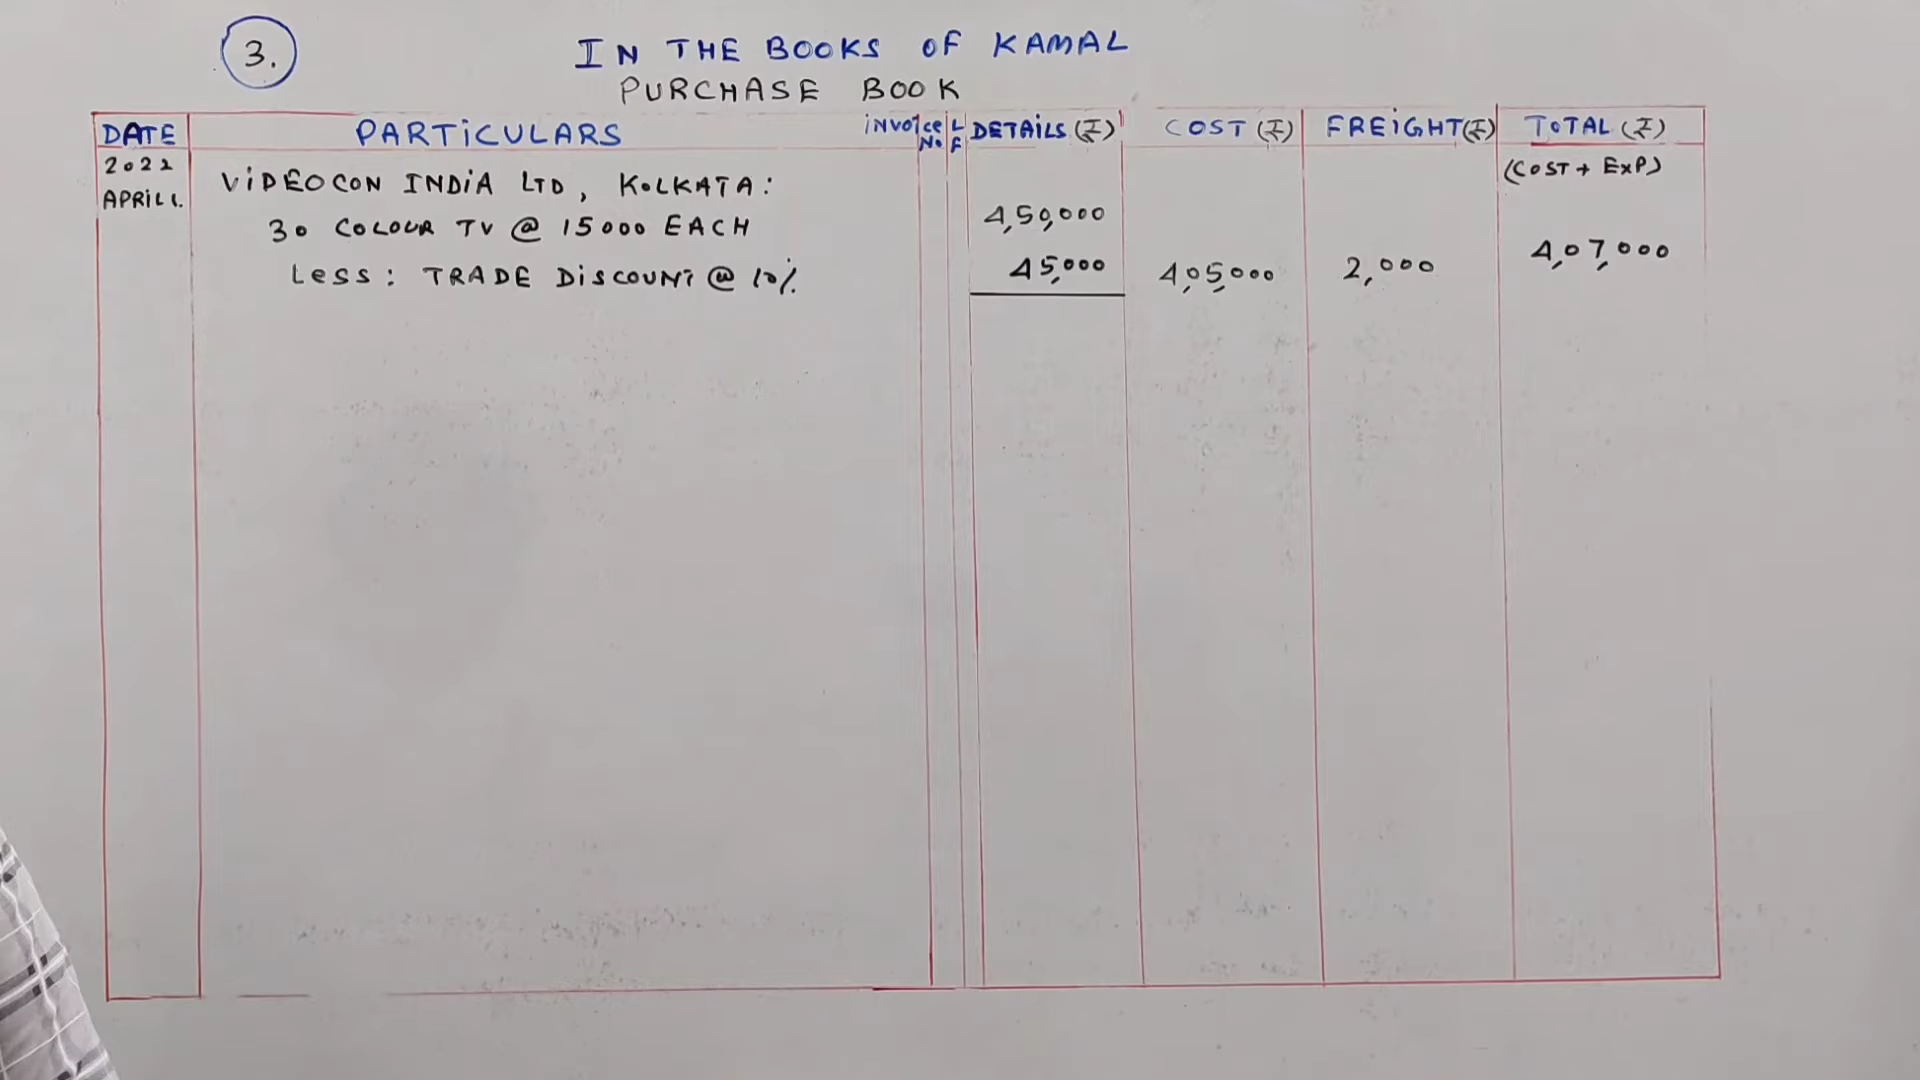 3.
IN THE BOOKS OF KAMAL
PURCHASE BOOK
DATE PARTICULARS INVOICE NO LF DETAILS (₹) COST (₹) FREIGHT (₹) TOTAL (₹)
2022 (COST + EXP)
APRIL 1. VIDEOCON INDIA LTD, KOLKATA:
30 COLOUR TV @ 15000 EACH 4,50,000
LESS: TRADE DISCOUNT @ 10% 45,000 4,05,000 2,000 4,07,000